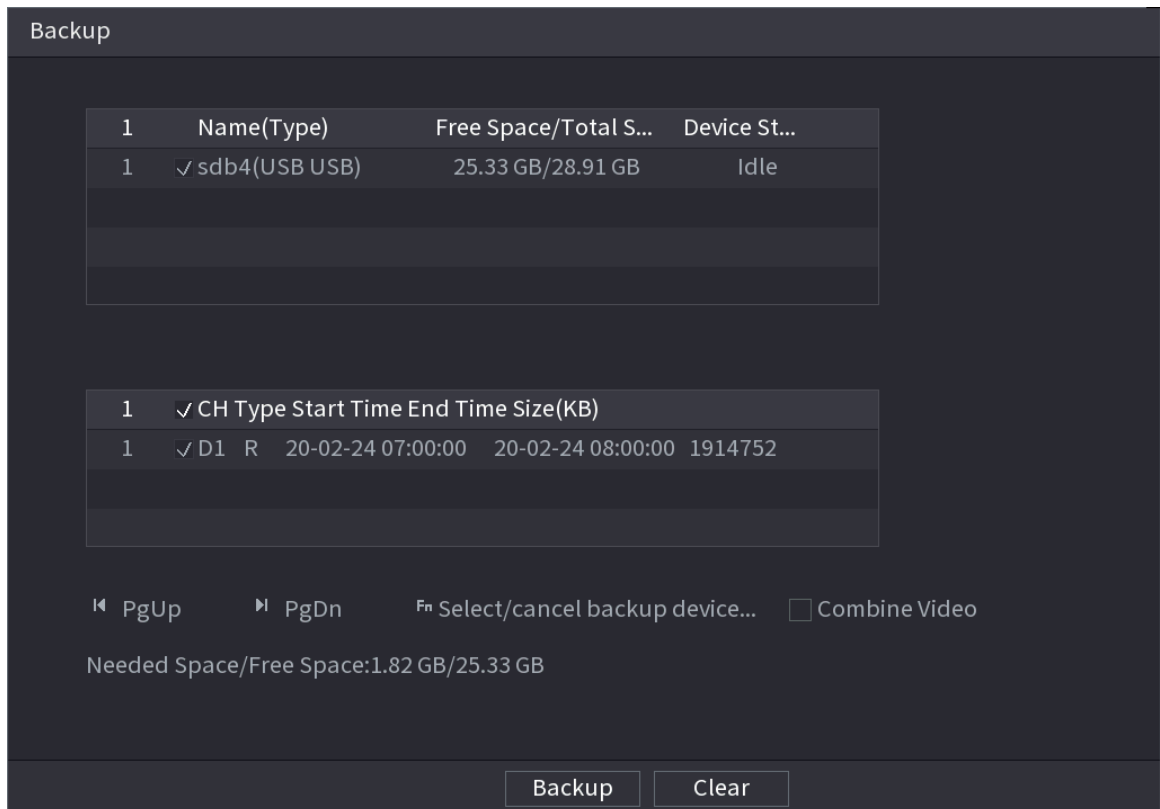 Backup
1 Name(Type) Free Space/Total S... Device St...
1 sdb4(USB USB) 25.33 GB/28.91 GB Idle
1 CH Type Start Time End Time Size(KB)
1 D1 R 20-02-24 07:00:00 20-02-24 08:00:00 1914752
PgUp PgDn Fn Select/cancel backup device... Combine Video
Needed Space/Free Space:1.82 GB/25.33 GB
Backup Clear